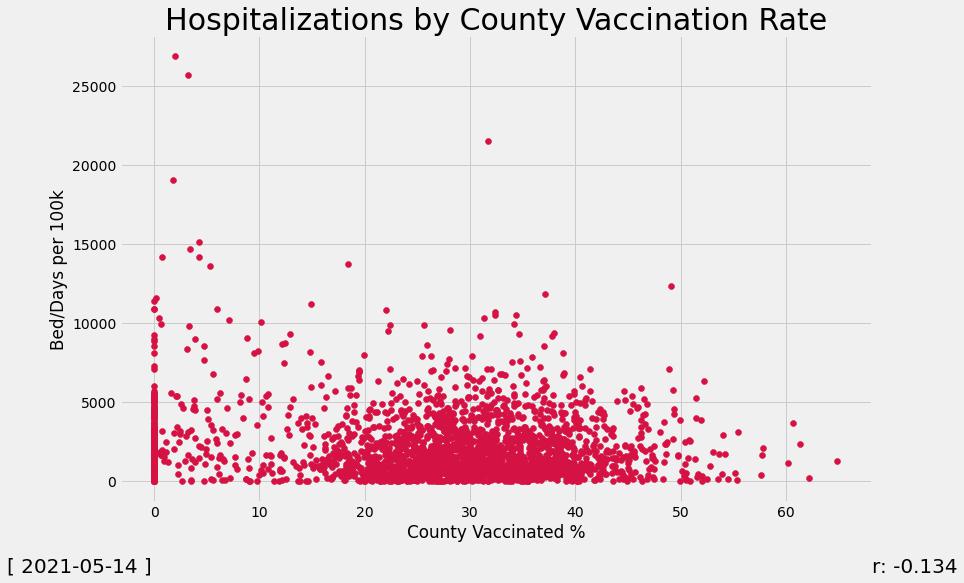 Hospitalizations by County Vaccination Rate
25000
20000
15000
10000
5000
0
Bed/Days per 100k
0 10 20 30 40 50 60
County Vaccinated %
[ 2021-05-14 ] r: -0.134